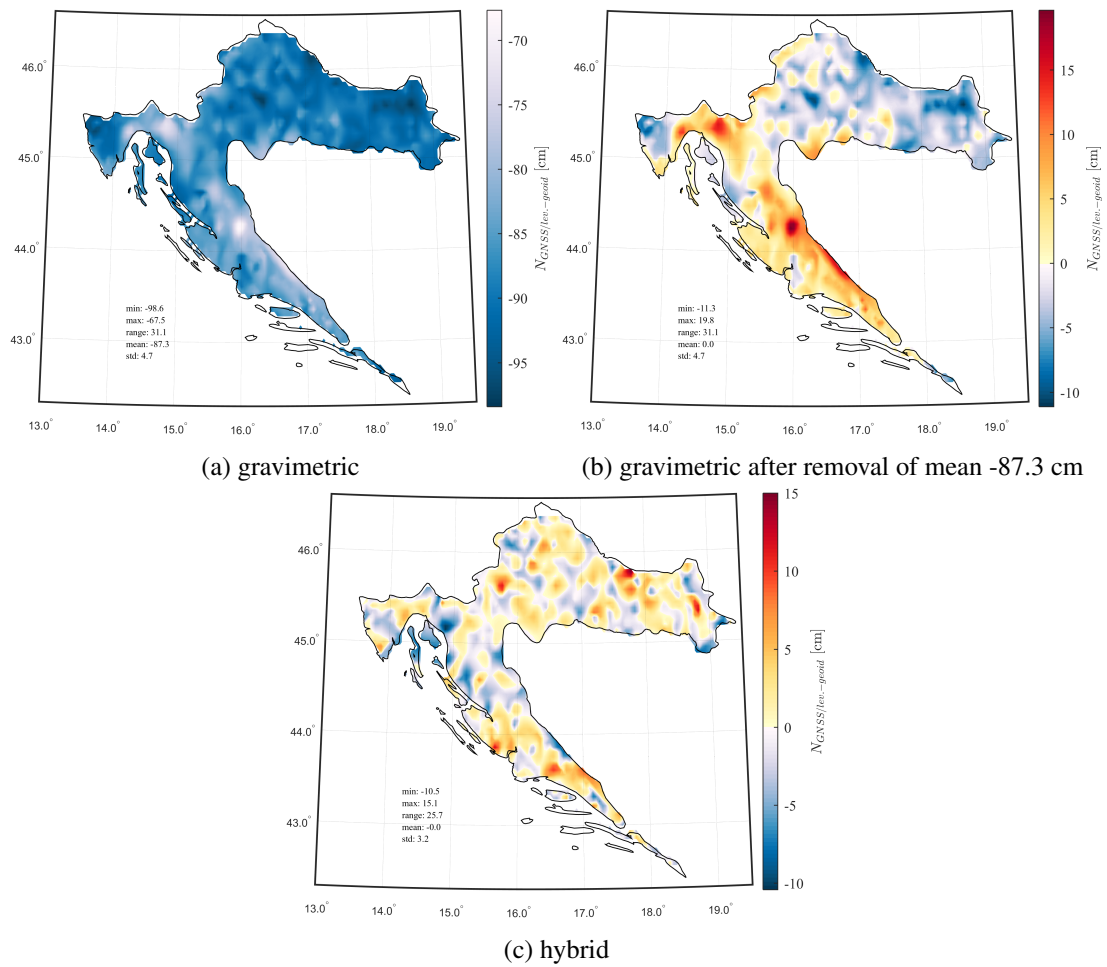 46.0°
45.0°
44.0°
43.0°
13.0° 14.0° 15.0° 16.0° 17.0° 18.0° 19.0°
min: -98.6
max: -67.5
range: 31.1
mean: -87.3
std: 4.7
-70
-75
-80
-85
-90
-95
N_{GNSS/lev.-geoid} [cm]
(a) gravimetric
46.0°
45.0°
44.0°
43.0°
13.0° 14.0° 15.0° 16.0° 17.0° 18.0° 19.0°
min: -11.3
max: 19.8
range: 31.1
mean: 0.0
std: 4.7
15
10
5
0
-5
-10
N_{GNSS/lev.-geoid} [cm]
(b) gravimetric after removal of mean -87.3 cm
46.0°
45.0°
44.0°
43.0°
13.0° 14.0° 15.0° 16.0° 17.0° 18.0° 19.0°
min: -10.5
max: 15.1
range: 25.7
mean: -0.0
std: 3.2
15
10
5
0
-5
-10
N_{GNSS/lev.-geoid} [cm]
(c) hybrid